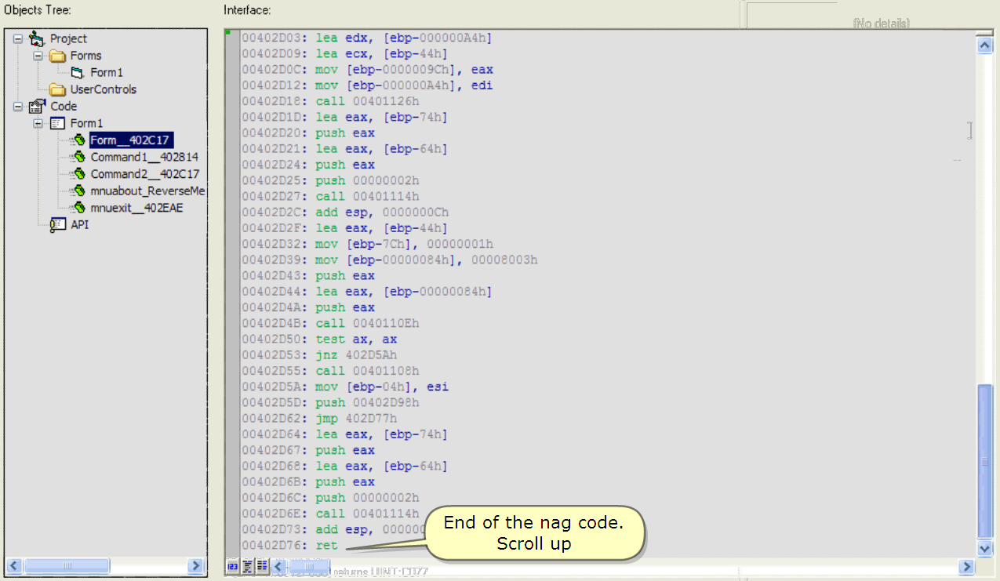 Objects Tree:
Interface:
(No details)
Project
Forms
Form1
UserControls
Code
Form1
Form__402C17
Command1__402814
Command2__402C17
mnuabout_ReverseMe
mnuexit__402EAE
API
00402D03: lea edx, [ebp-000000A4h]
00402D09: lea ecx, [ebp-44h]
00402D0C: mov [ebp-0000009Ch], eax
00402D12: mov [ebp-000000A4h], edi
00402D18: call 00401126h
00402D1D: lea eax, [ebp-74h]
00402D20: push eax
00402D21: lea eax, [ebp-64h]
00402D24: push eax
00402D25: push 00000002h
00402D27: call 00401114h
00402D2C: add esp, 0000000Ch
00402D2F: lea eax, [ebp-44h]
00402D32: mov [ebp-7Ch], 00000001h
00402D39: mov [ebp-00000084h], 00008003h
00402D43: push eax
00402D44: lea eax, [ebp-00000084h]
00402D4A: push eax
00402D4B: call 0040110Eh
00402D50: test ax, ax
00402D53: jnz 402D5Ah
00402D55: call 00401108h
00402D5A: mov [ebp-04h], esi
00402D5D: push 00402D98h
00402D62: jmp 402D77h
00402D64: lea eax, [ebp-74h]
00402D67: push eax
00402D68: lea eax, [ebp-64h]
00402D6B: push eax
00402D6C: push 00000002h
00402D6E: call 00401114h
00402D73: add esp, 000000
00402D76: ret
End of the nag code.
Scroll up
123
returns UINT:C077